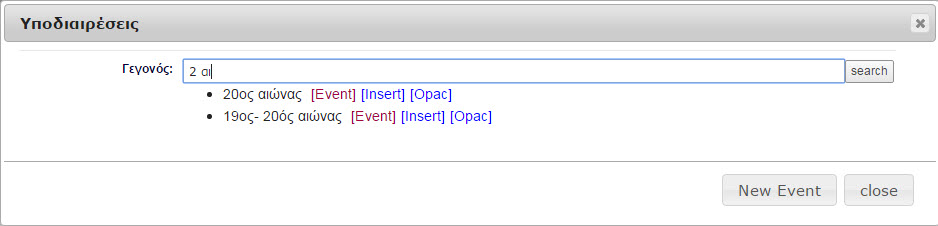 Υποδιαιρέσεις
Γεγονός: 2 αι search
20ος αιώνας [Event] [Insert] [Opac]
19ος- 20ός αιώνας [Event] [Insert] [Opac]
New Event close